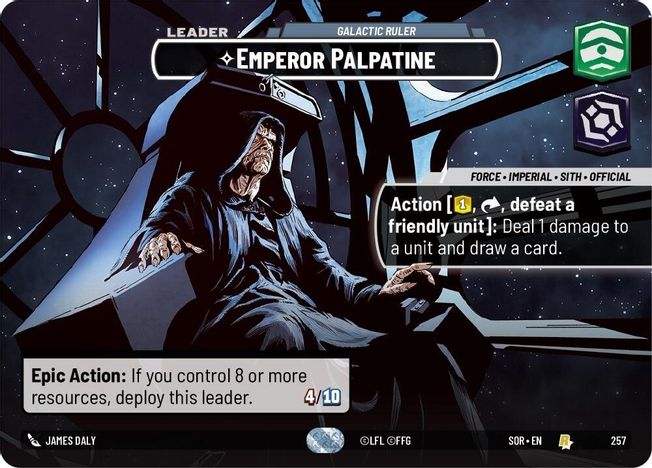 LEADER
GALACTIC RULER
EMPEROR PALPATINE
FORCE • IMPERIAL • SITH • OFFICIAL
Action [1, , defeat a
friendly unit]: Deal 1 damage to
a unit and draw a card.
Epic Action: If you control 8 or more
resources, deploy this leader.
4/10
JAMES DALY
©LFL ©FFG
SOR • EN
R
257